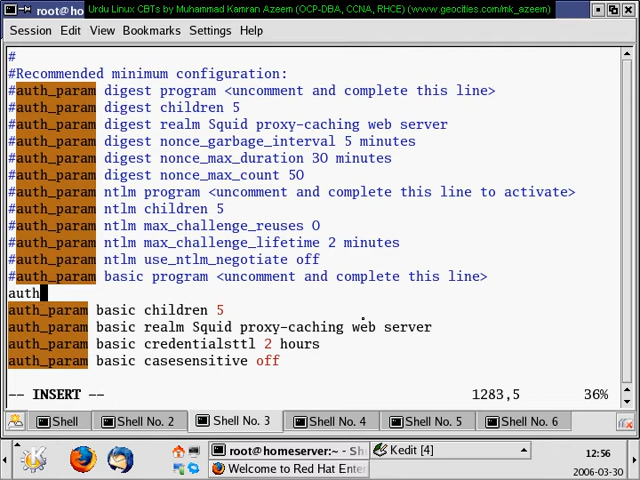 root@ho Urdu Linux CBTs by Muhammad Kamran Azeem (OCP-DBA, CCNA, RHCE) (www.geocities.com/mk_azeem)
Session Edit View Bookmarks Settings Help
#
#Recommended minimum configuration:
#auth_param digest program <uncomment and complete this line>
#auth_param digest children 5
#auth_param digest realm Squid proxy-caching web server
#auth_param digest nonce_garbage_interval 5 minutes
#auth_param digest nonce_max_duration 30 minutes
#auth_param digest nonce_max_count 50
#auth_param ntlm program <uncomment and complete this line to activate>
#auth_param ntlm children 5
#auth_param ntlm max_challenge_reuses 0
#auth_param ntlm max_challenge_lifetime 2 minutes
#auth_param ntlm use_ntlm_negotiate off
#auth_param basic program <uncomment and complete this line>
auth
auth_param basic children 5
auth_param basic realm Squid proxy-caching web server
auth_param basic credentialsttl 2 hours
auth_param basic casesensitive off
-- INSERT -- 1283,5 36%
Shell Shell No. 2 Shell No. 3 Shell No. 4 Shell No. 5 Shell No. 6
root@homeserver:~ - Sh Kedit [4] 12:56
Welcome to Red Hat Enter 2006-03-30